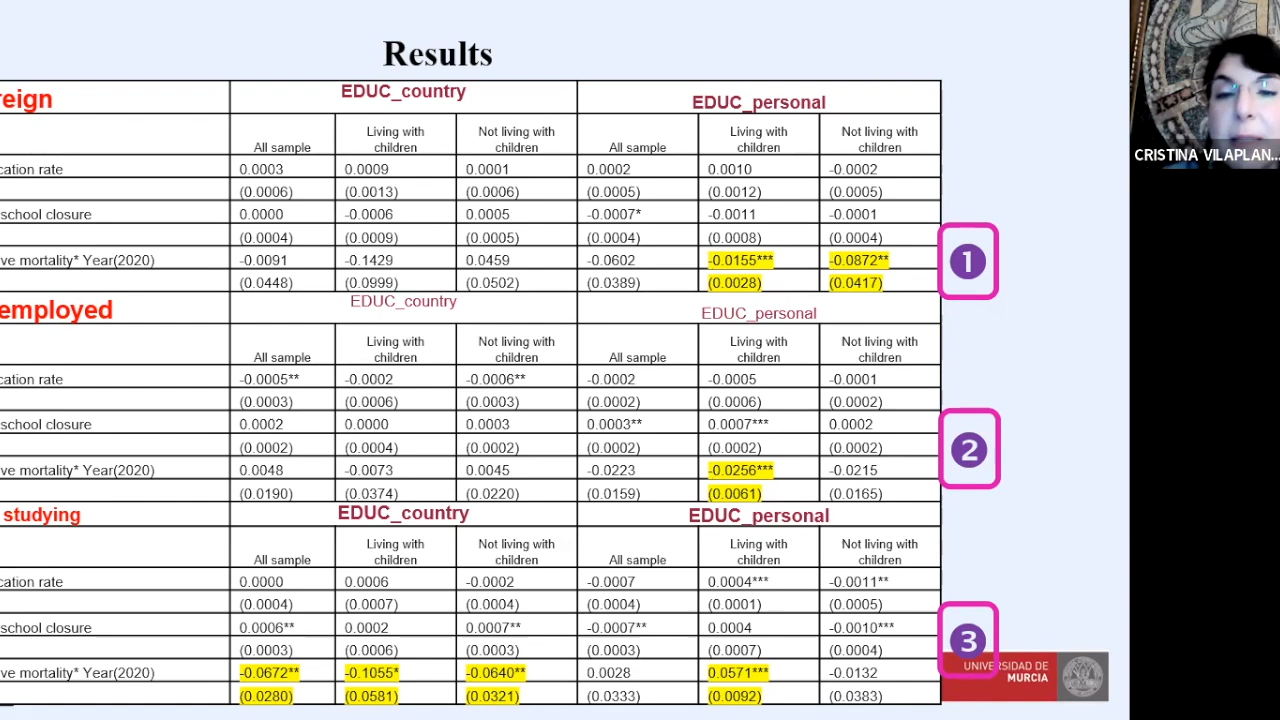 Results
reign EDUC_country EDUC_personal
All sample Living with children Not living with children All sample Living with children Not living with children
cation rate 0.0003 0.0009 0.0001 0.0002 0.0010 -0.0002
(0.0006) (0.0013) (0.0006) (0.0005) (0.0012) (0.0005)
school closure 0.0000 -0.0006 0.0005 -0.0007* -0.0011 -0.0001
(0.0004) (0.0009) (0.0005) (0.0004) (0.0008) (0.0004)
ve mortality* Year(2020) -0.0091 -0.1429 0.0459 -0.0602 -0.0155*** -0.0872**
(0.0448) (0.0999) (0.0502) (0.0389) (0.0028) (0.0417)
1
employed EDUC_country EDUC_personal
All sample Living with children Not living with children All sample Living with children Not living with children
cation rate -0.0005** -0.0002 -0.0006** -0.0002 -0.0005 -0.0001
(0.0003) (0.0006) (0.0003) (0.0002) (0.0006) (0.0002)
school closure 0.0002 0.0000 0.0003 0.0003** 0.0007*** 0.0002
(0.0002) (0.0004) (0.0002) (0.0002) (0.0002) (0.0002)
ve mortality* Year(2020) 0.0048 -0.0073 0.0045 -0.0223 -0.0256*** -0.0215
(0.0190) (0.0374) (0.0220) (0.0159) (0.0061) (0.0165)
2
studying EDUC_country EDUC_personal
All sample Living with children Not living with children All sample Living with children Not living with children
cation rate 0.0000 0.0006 -0.0002 -0.0007 0.0004*** -0.0011**
(0.0004) (0.0007) (0.0004) (0.0004) (0.0001) (0.0005)
school closure 0.0006** 0.0002 0.0007** -0.0007** 0.0004 -0.0010***
(0.0003) (0.0006) (0.0003) (0.0003) (0.0007) (0.0004)
ve mortality* Year(2020) -0.0672** -0.1055* -0.0640** 0.0028 0.0571*** -0.0132
(0.0280) (0.0581) (0.0321) (0.0333) (0.0092) (0.0383)
3
UNIVERSIDAD DE
MURCIA
CRISTINA VILAPLAN...